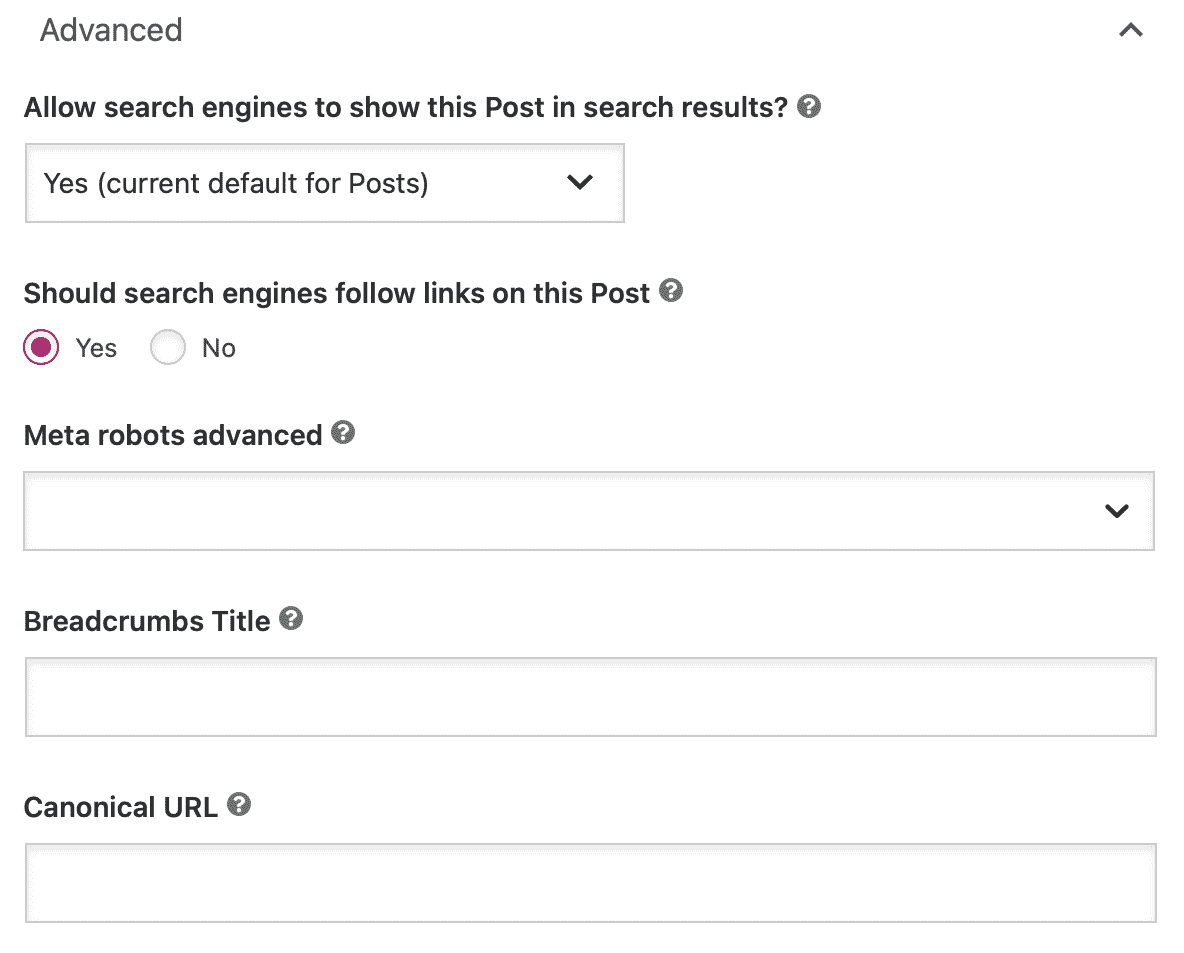 Advanced
Allow search engines to show this Post in search results?
Yes (current default for Posts)
Should search engines follow links on this Post
Yes No
Meta robots advanced
Breadcrumbs Title
Canonical URL